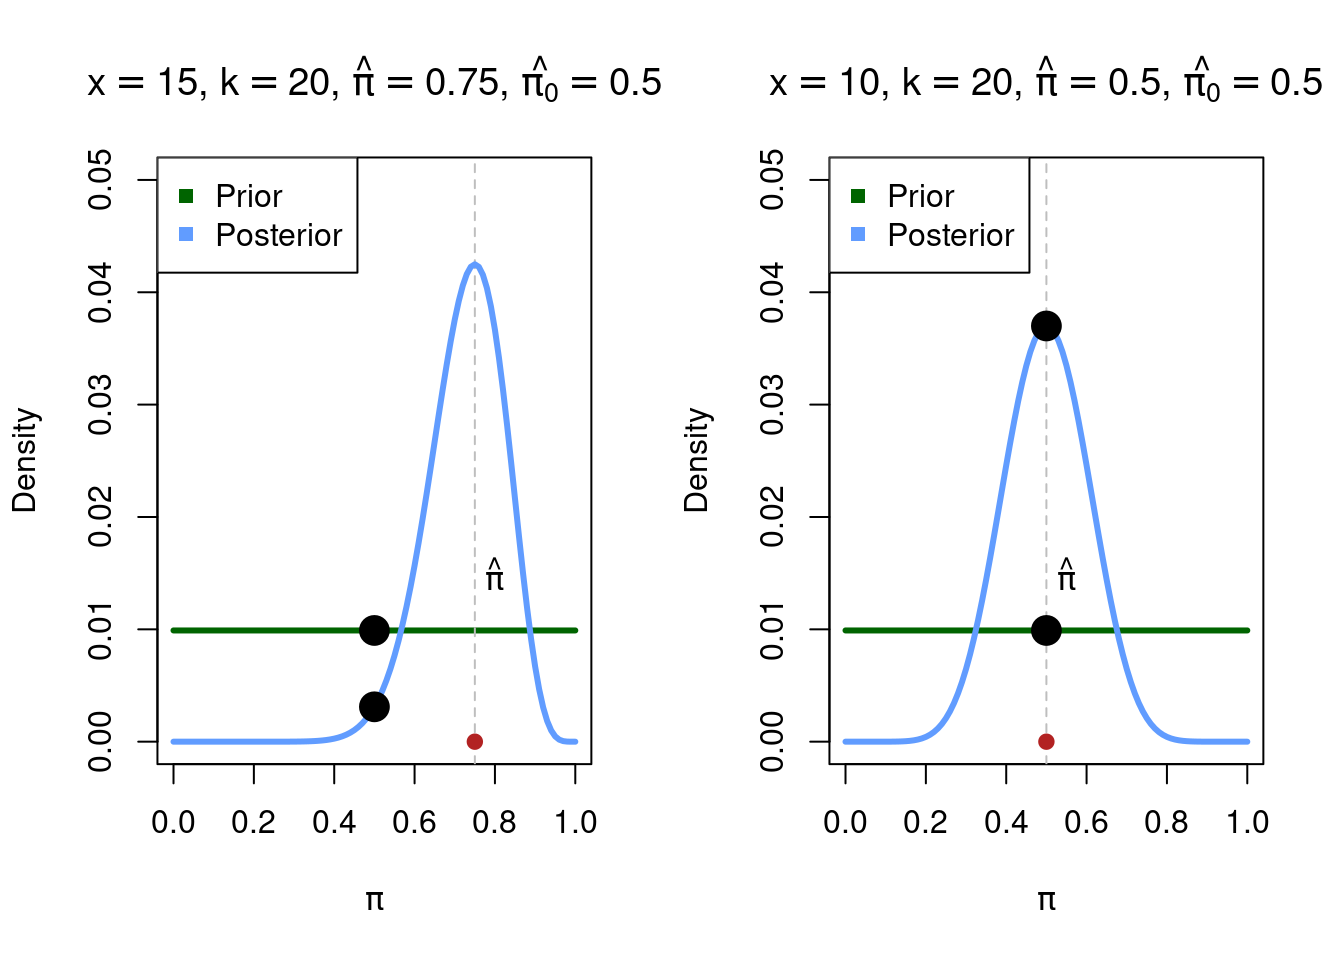 x = 15, k = 20, π̂ = 0.75, π̂₀ = 0.5
Prior
Posterior
Density
0.00 0.01 0.02 0.03 0.04 0.05
π̂
0.0 0.2 0.4 0.6 0.8 1.0
π
x = 10, k = 20, π̂ = 0.5, π̂₀ = 0.5
Prior
Posterior
Density
0.00 0.01 0.02 0.03 0.04 0.05
π̂
0.0 0.2 0.4 0.6 0.8 1.0
π